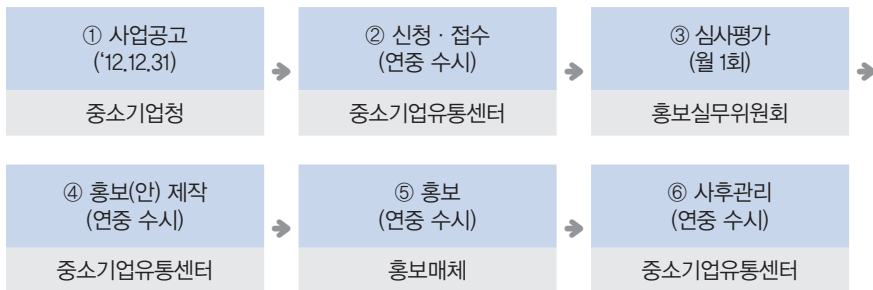 ① 사업공고
(‘12.12.31)
중소기업청
② 신청 · 접수
(연중 수시)
중소기업유통센터
③ 심사평가
(월 1회)
홍보실무위원회
④ 홍보(안) 제작
(연중 수시)
중소기업유통센터
⑤ 홍보
(연중 수시)
홍보매체
⑥ 사후관리
(연중 수시)
중소기업유통센터